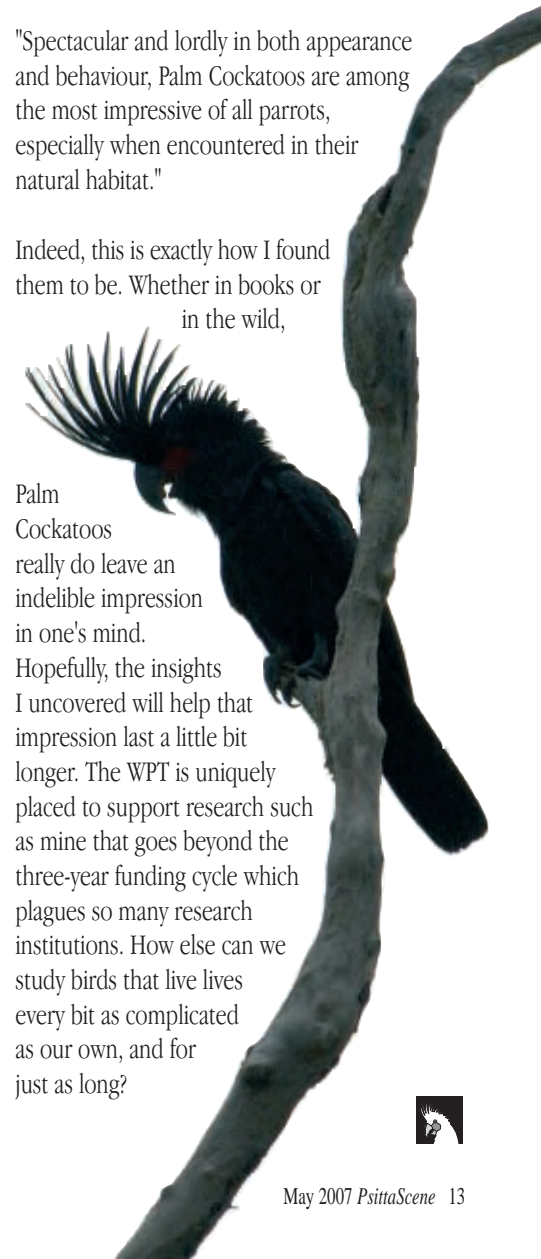 "Spectacular and lordly in both appearance
and behaviour, Palm Cockatoos are among
the most impressive of all parrots,
especially when encountered in their
natural habitat."
Indeed, this is exactly how I found
them to be. Whether in books or
in the wild,
Palm
Cockatoos
really do leave an
indelible impression
in one's mind.
Hopefully, the insights
I uncovered will help that
impression last a little bit
longer. The WPT is uniquely
placed to support research such
as mine that goes beyond the
three-year funding cycle which
plagues so many research
institutions. How else can we
study birds that live lives
every bit as complicated
as our own, and for
just as long?
May 2007 PsittaScene 13